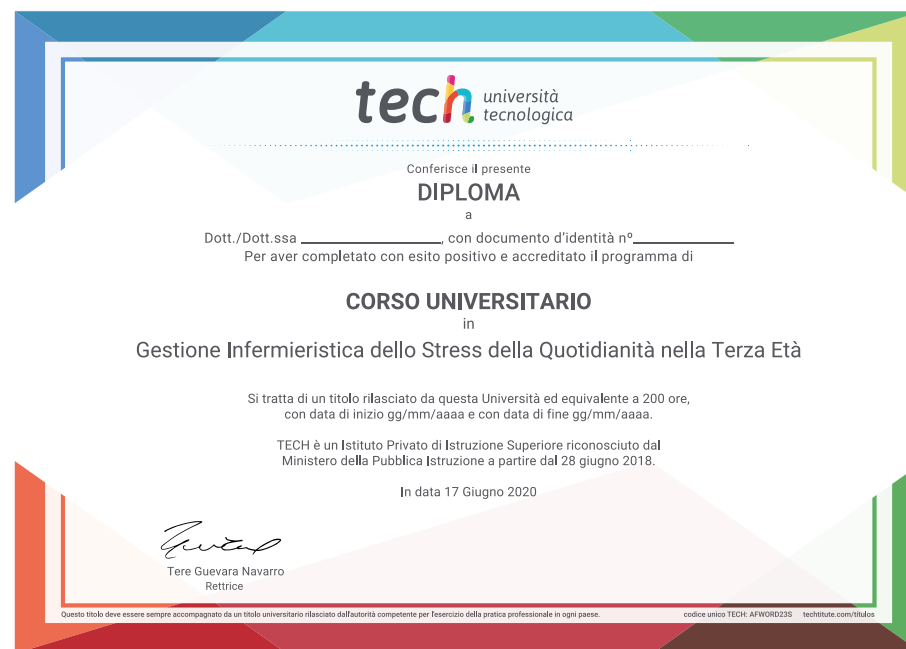 tech università
tecnologica
Conferisce il presente
DIPLOMA
a
Dott./Dott.ssa ____________________, con documento d'identità nº______________
Per aver completato con esito positivo e accreditato il programma di
CORSO UNIVERSITARIO
in
Gestione Infermieristica dello Stress della Quotidianità nella Terza Età
Si tratta di un titolo rilasciato da questa Università ed equivalente a 200 ore,
con data di inizio gg/mm/aaaa e con data di fine gg/mm/aaaa.
TECH è un Istituto Privato di Istruzione Superiore riconosciuto dal
Ministero della Pubblica Istruzione a partire dal 28 giugno 2018.
In data 17 Giugno 2020
Tere Guevara Navarro
Rettrice
Questo titolo deve essere sempre accompagnato da un titolo universitario rilasciato dall'autorità competente per l'esercizio della pratica professionale in ogni paese. codice unico TECH: AFWORD23S techtitute.com/titulos